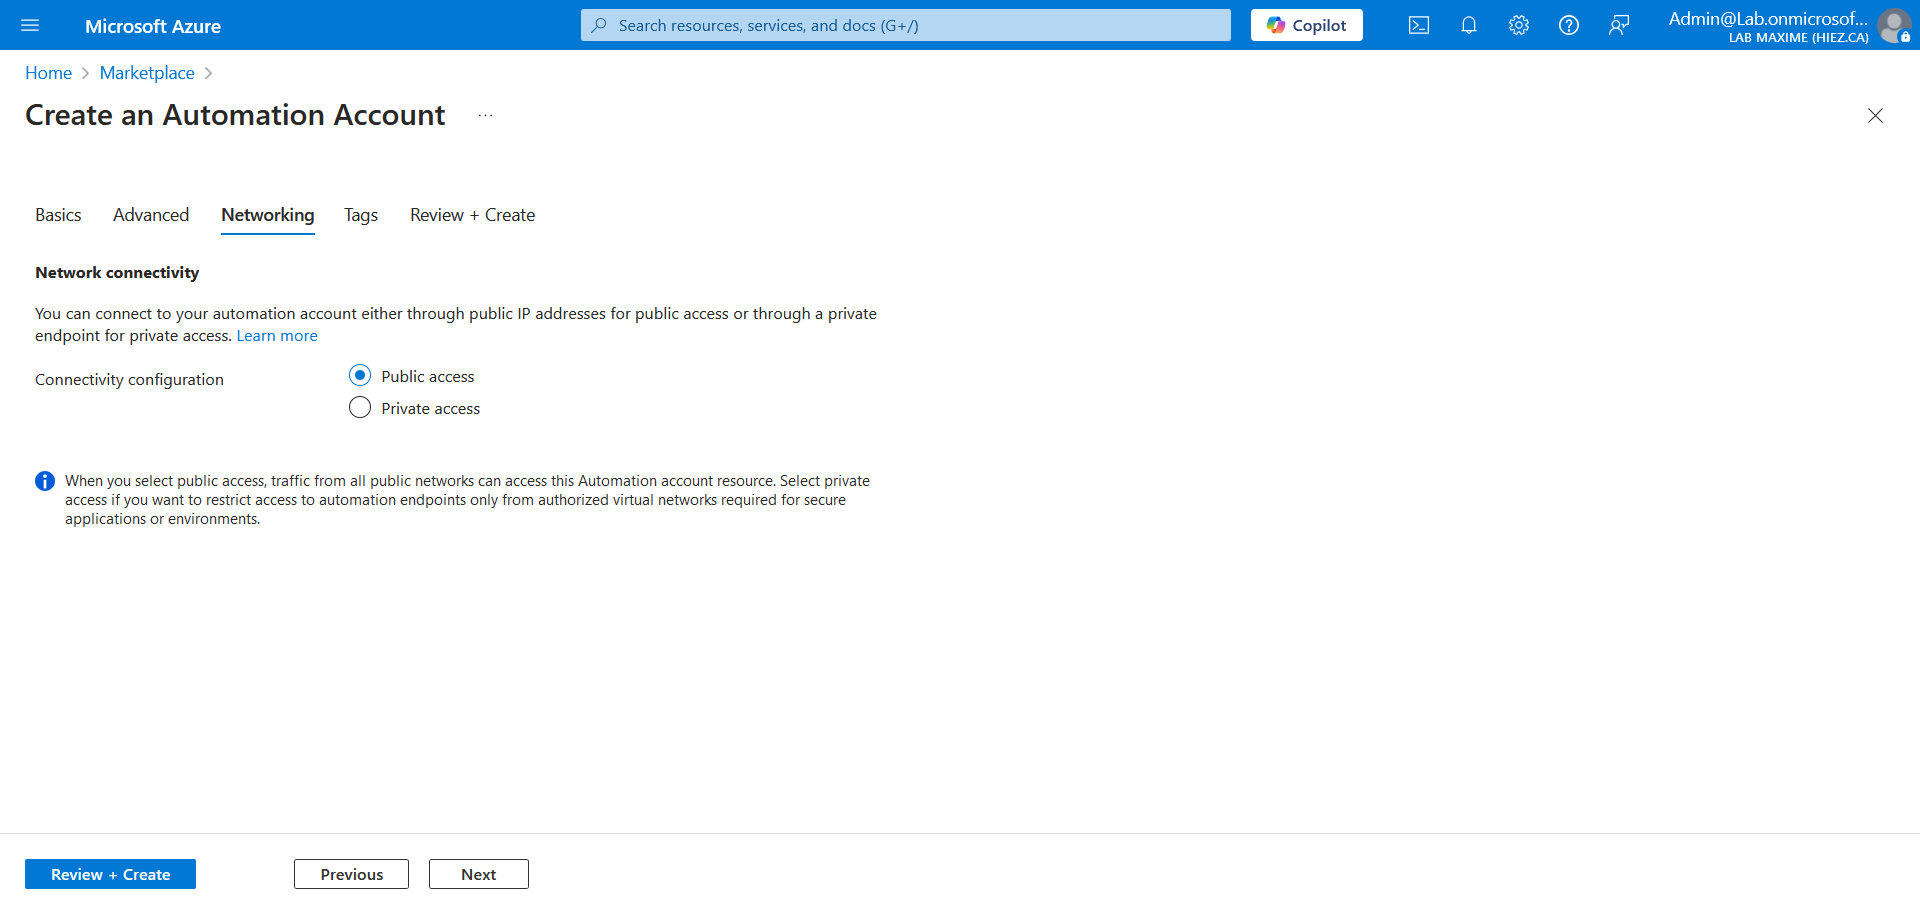 Microsoft Azure
Search resources, services, and docs (G+/)
Copilot
Admin@Lab.onmicrosof...
LAB MAXIME (HIEZ.CA)
Home
Marketplace
Create an Automation Account
...
Basics
Advanced
Networking
Tags
Review + Create
Network connectivity
You can connect to your automation account either through public IP addresses for public access or through a private
endpoint for private access. Learn more
Connectivity configuration
Public access
Private access
When you select public access, traffic from all public networks can access this Automation account resource. Select private
access if you want to restrict access to automation endpoints only from authorized virtual networks required for secure
applications or environments.
Review + Create
Previous
Next